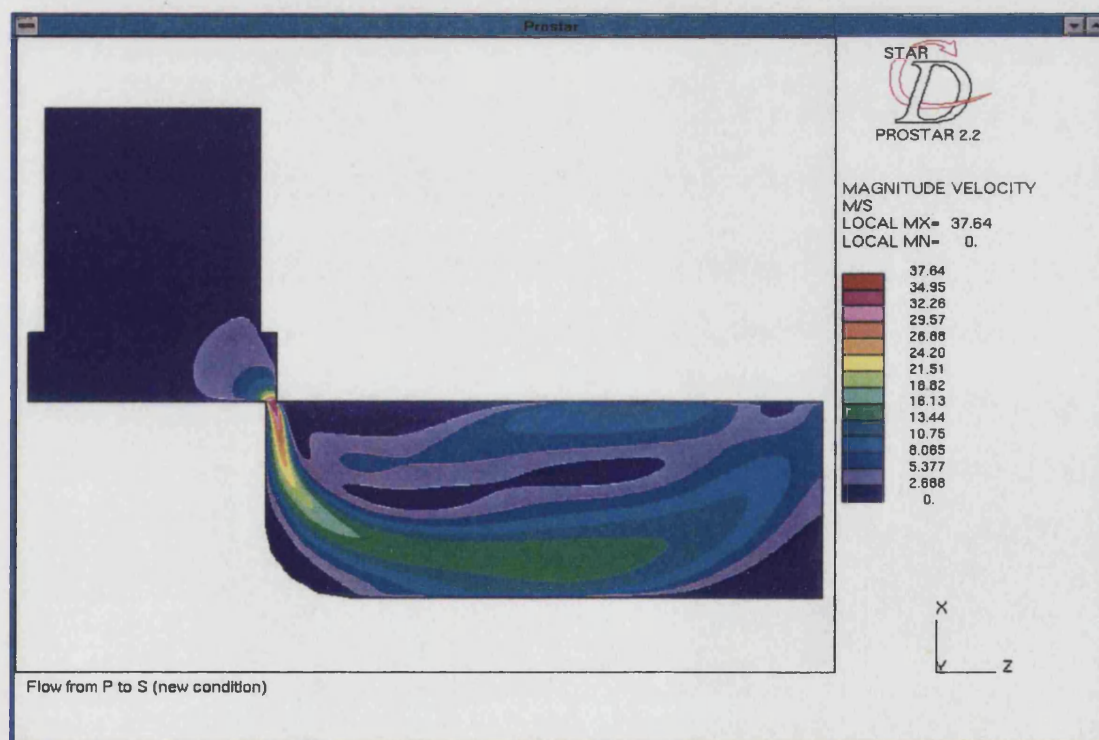 Prostar
STAR
D
PROSTAR 2.2
MAGNITUDE VELOCITY
M/S
LOCAL MX= 37.64
LOCAL MN= 0.
37.64
34.95
32.26
29.57
26.88
24.20
21.51
18.82
16.13
13.44
10.75
8.065
5.377
2.688
0.
X
Y
Z
Flow from P to S (new condition)